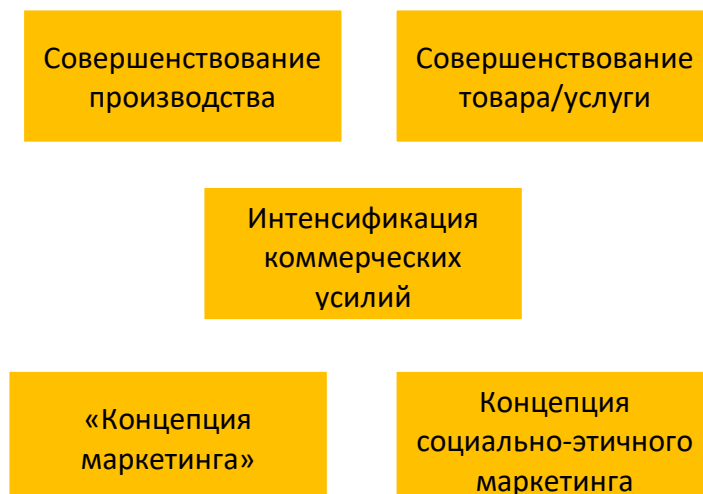 Совершенствование
производства
Совершенствование
товара/услуги
Интенсификация
коммерческих
усилий
«Концепция
маркетинга»
Концепция
социально-этичного
маркетинга